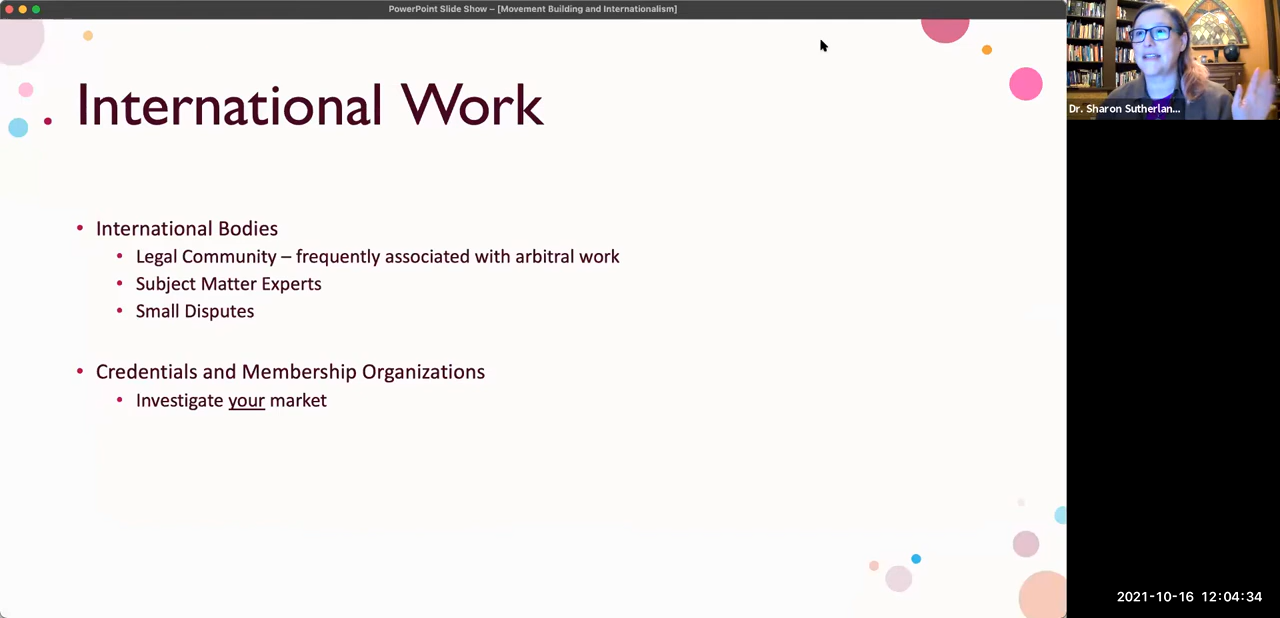 PowerPoint Slide Show – [Movement Building and Internationalism]
International Work
Dr. Sharon Sutherlan...
• International Bodies
• Legal Community – frequently associated with arbitral work
• Subject Matter Experts
• Small Disputes
• Credentials and Membership Organizations
• Investigate your market
2021-10-16 12:04:34